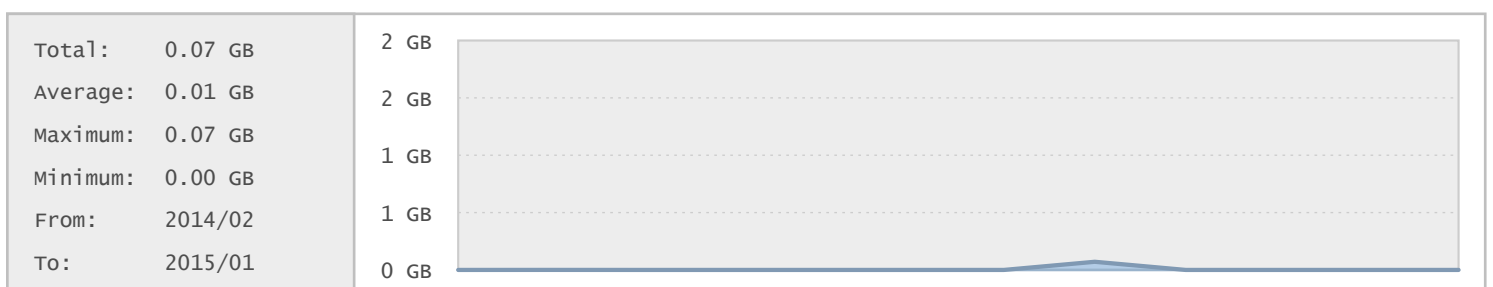 Total: 0.07 GB
Average: 0.01 GB
Maximum: 0.07 GB
Minimum: 0.00 GB
From: 2014/02
To: 2015/01
2 GB
2 GB
1 GB
1 GB
0 GB